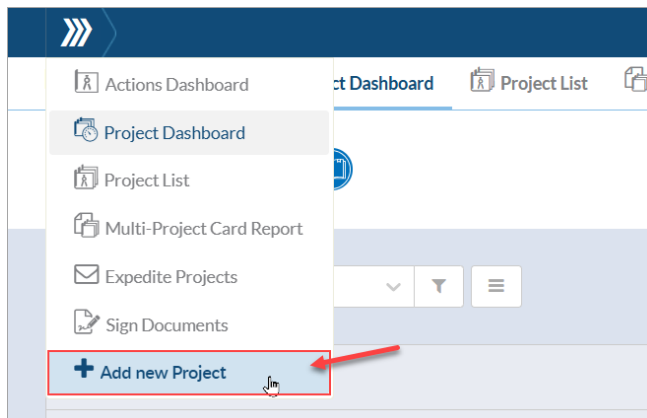 Actions Dashboard
ct Dashboard
Project List
Project Dashboard
Project List
Multi-Project Card Report
Expedite Projects
Sign Documents
Add new Project